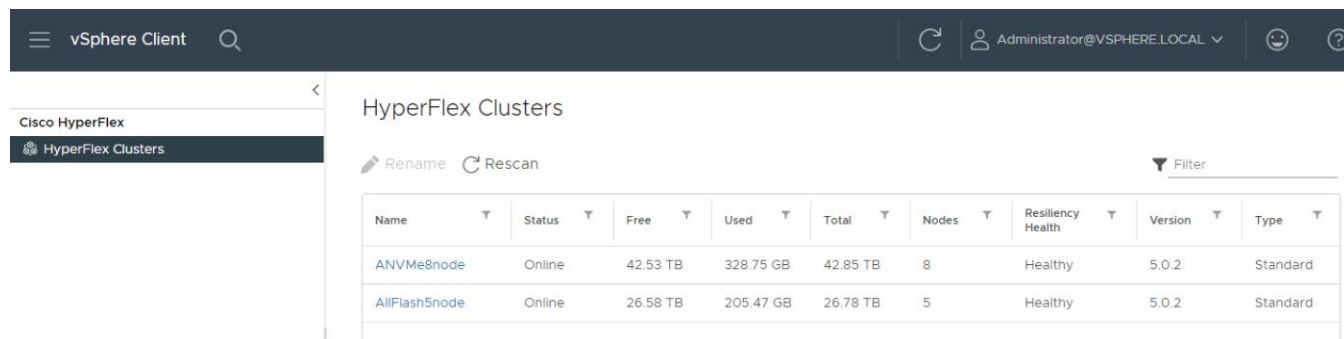 vSphere Client
Administrator@VSPHERE.LOCAL
Cisco HyperFlex
HyperFlex Clusters
HyperFlex Clusters
Rename Rescan
Filter
Name Status Free Used Total Nodes Resiliency Health Version Type
ANVMe8node Online 42.53 TB 328.75 GB 42.85 TB 8 Healthy 5.0.2 Standard
AllFlash5node Online 26.58 TB 205.47 GB 26.78 TB 5 Healthy 5.0.2 Standard